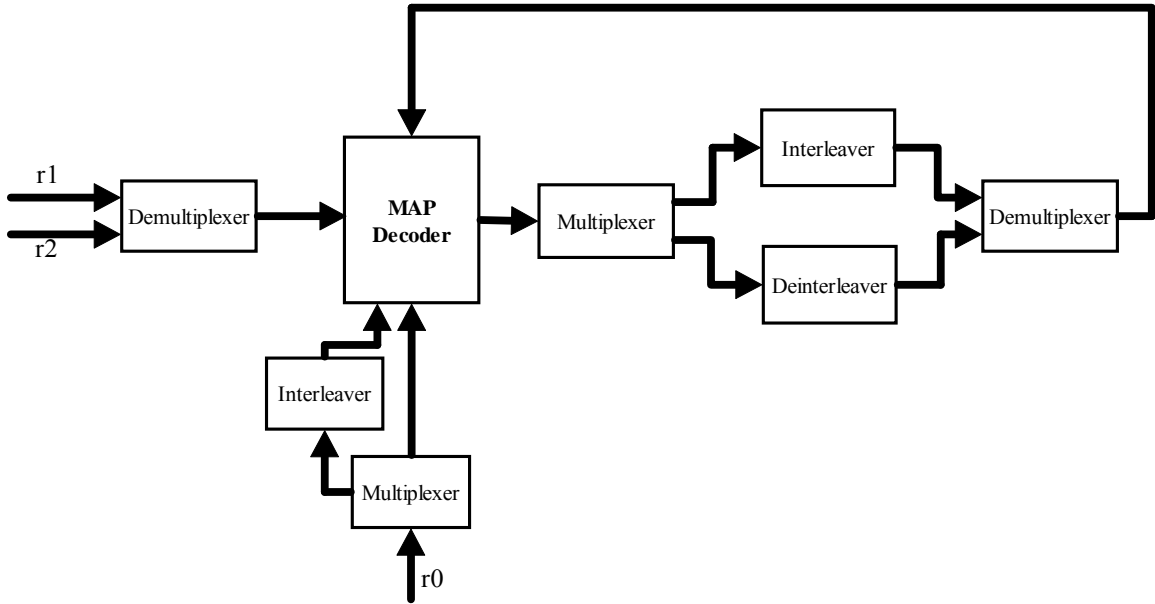 r1
r2
Demultiplexer
MAP
Decoder
Multiplexer
Interleaver
Deinterleaver
Demultiplexer
Interleaver
Multiplexer
r0